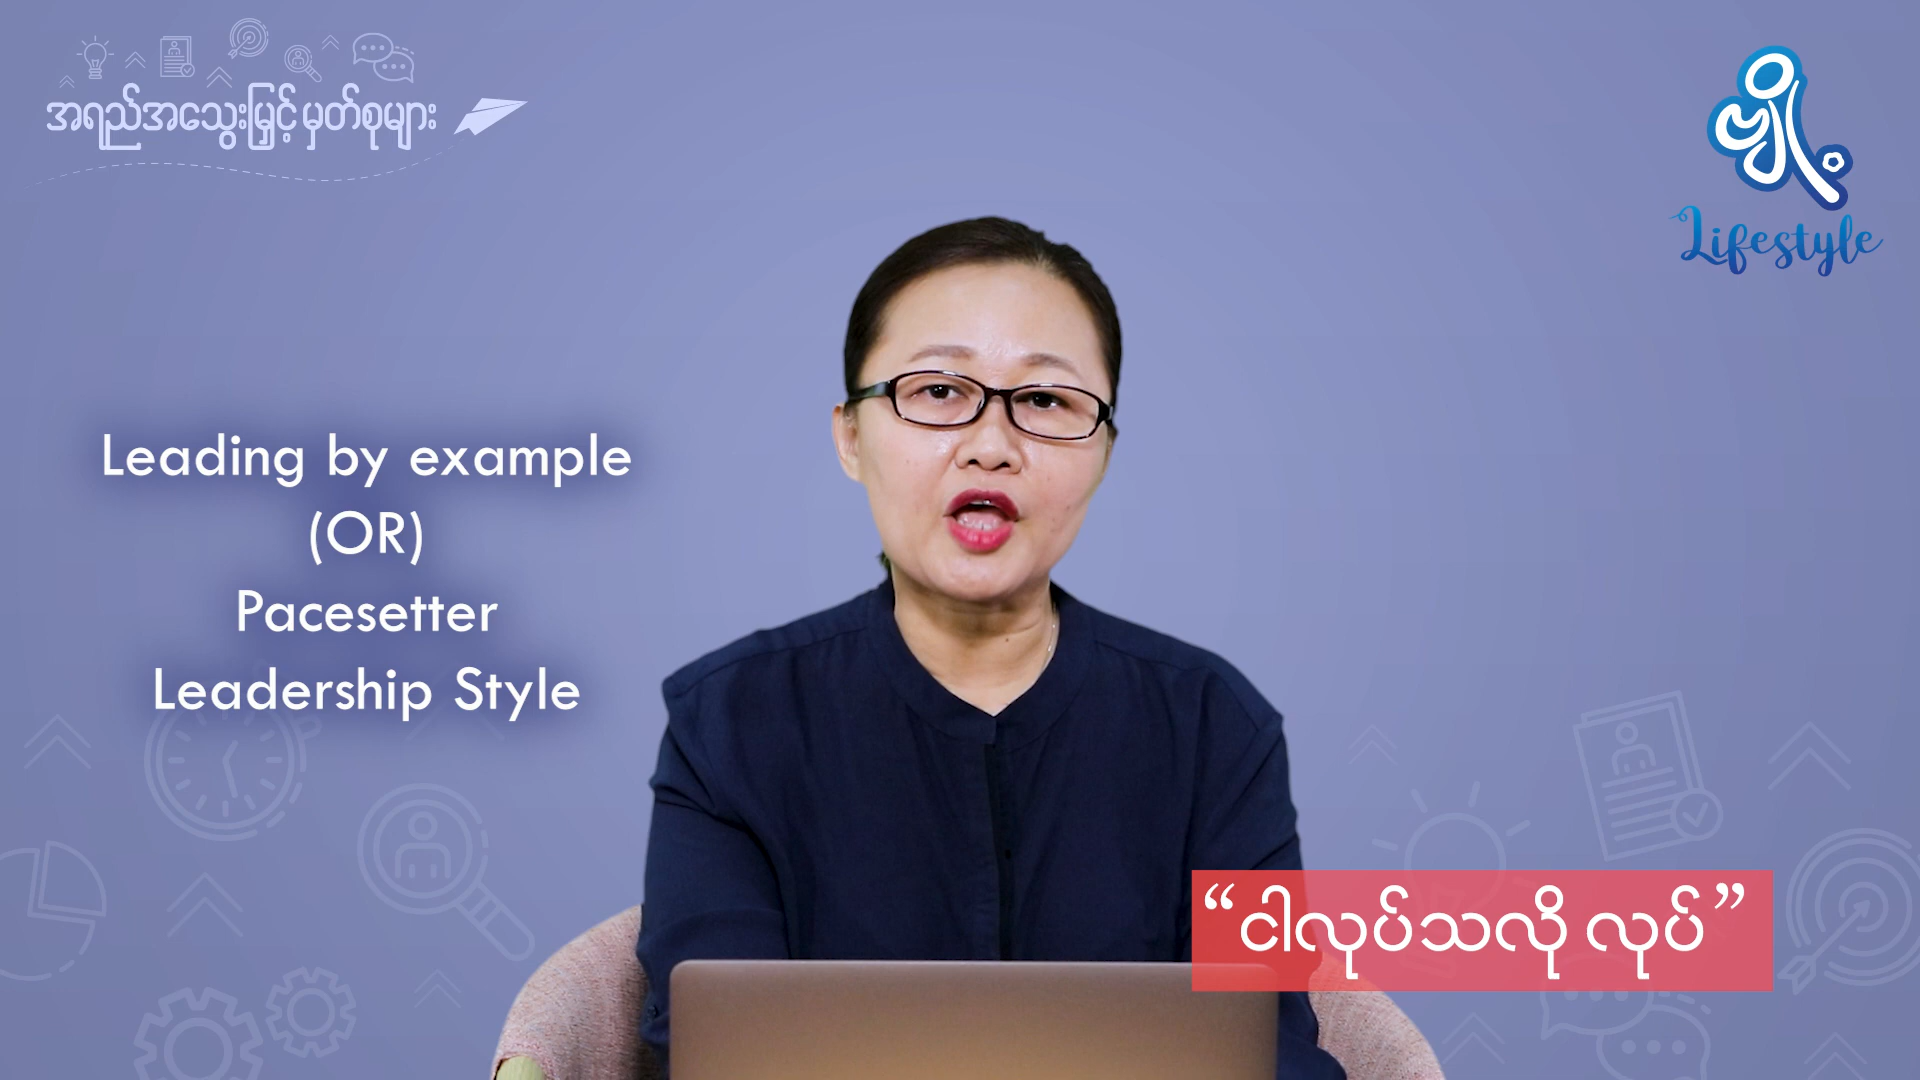 အရည်အသွေးမြှင့် မှတ်စုများ
မျှို့
Lifestyle
Leading by example
(OR)
Pacesetter
Leadership Style
“ငါလုပ်သလို လုပ်”